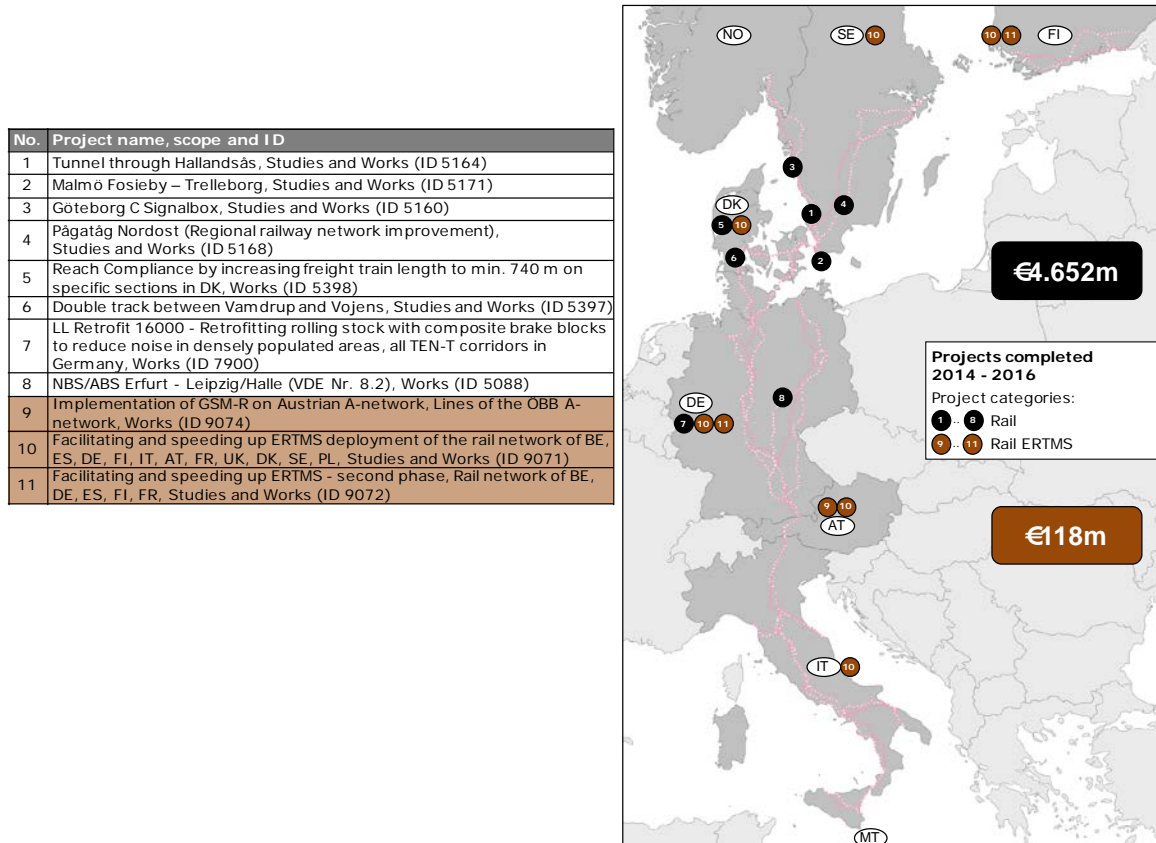 No. Project name, scope and ID
1 Tunnel through Hallandsås, Studies and Works (ID 5164)
2 Malmö Fosieby – Trelleborg, Studies and Works (ID 5171)
3 Göteborg C Signalbox, Studies and Works (ID 5160)
4 Pågatåg Nordost (Regional railway network improvement),
Studies and Works (ID 5168)
5 Reach Compliance by increasing freight train length to min. 740 m on
specific sections in DK, Works (ID 5398)
6 Double track between Vamdrup and Vojens, Studies and Works (ID 5397)
7 LL Retrofit 16000 - Retrofitting rolling stock with composite brake blocks
to reduce noise in densely populated areas, all TEN-T corridors in
Germany, Works (ID 7900)
8 NBS/ABS Erfurt - Leipzig/Halle (VDE Nr. 8.2), Works (ID 5088)
9 Implementation of GSM-R on Austrian A-network, Lines of the ÖBB A-
network, Works (ID 9074)
10 Facilitating and speeding up ERTMS deployment of the rail network of BE,
ES, DE, FI, IT, AT, FR, UK, DK, SE, PL, Studies and Works (ID 9071)
11 Facilitating and speeding up ERTMS - second phase, Rail network of BE,
DE, ES, FI, FR, Studies and Works (ID 9072)
NO
SE 10
10 11 FI
3
DK
5 10
1
4
6
2
€4.652m
Projects completed
2014 - 2016
Project categories:
1 .. 8 Rail
9 .. 11 Rail ERTMS
8
DE
7 10 11
9 10
AT
€118m
IT 10
MT